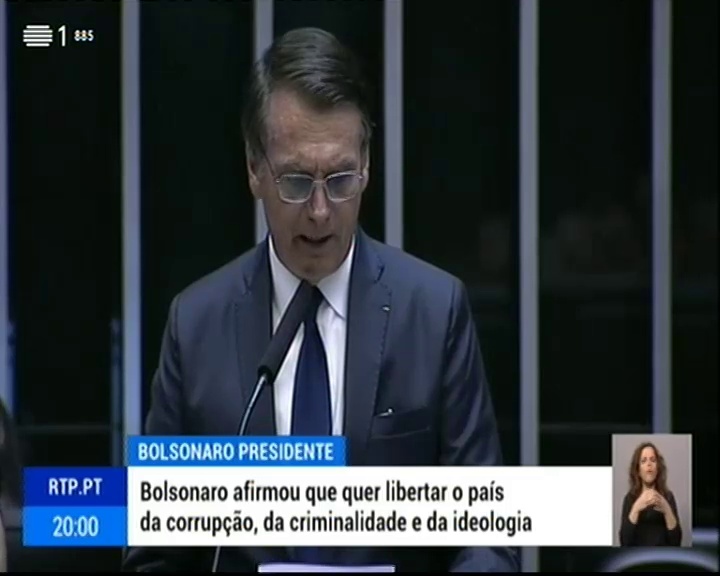 1 885
BOLSONARO PRESIDENTE
RTP.PT
Bolsonaro afirmou que quer libertar o país
20:00
da corrupção, da criminalidade e da ideologia